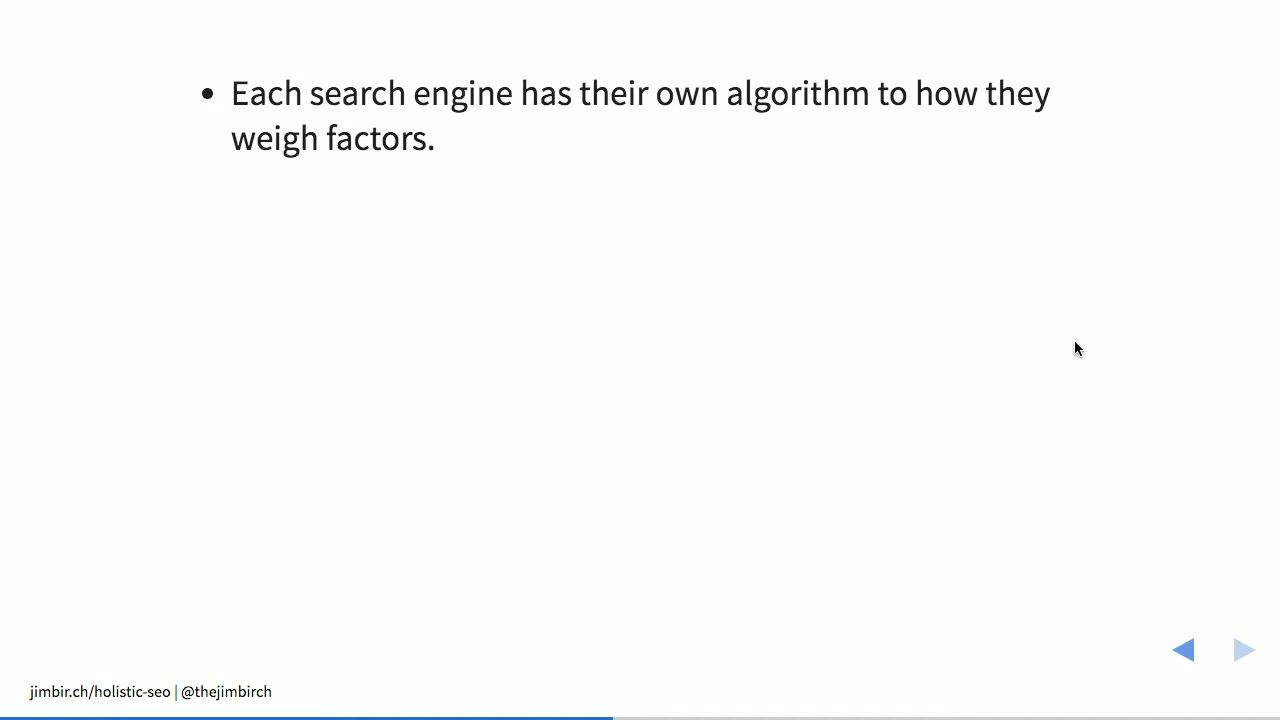 • Each search engine has their own algorithm to how they
weigh factors.
jimbir.ch/holistic-seo | @thejimbirch